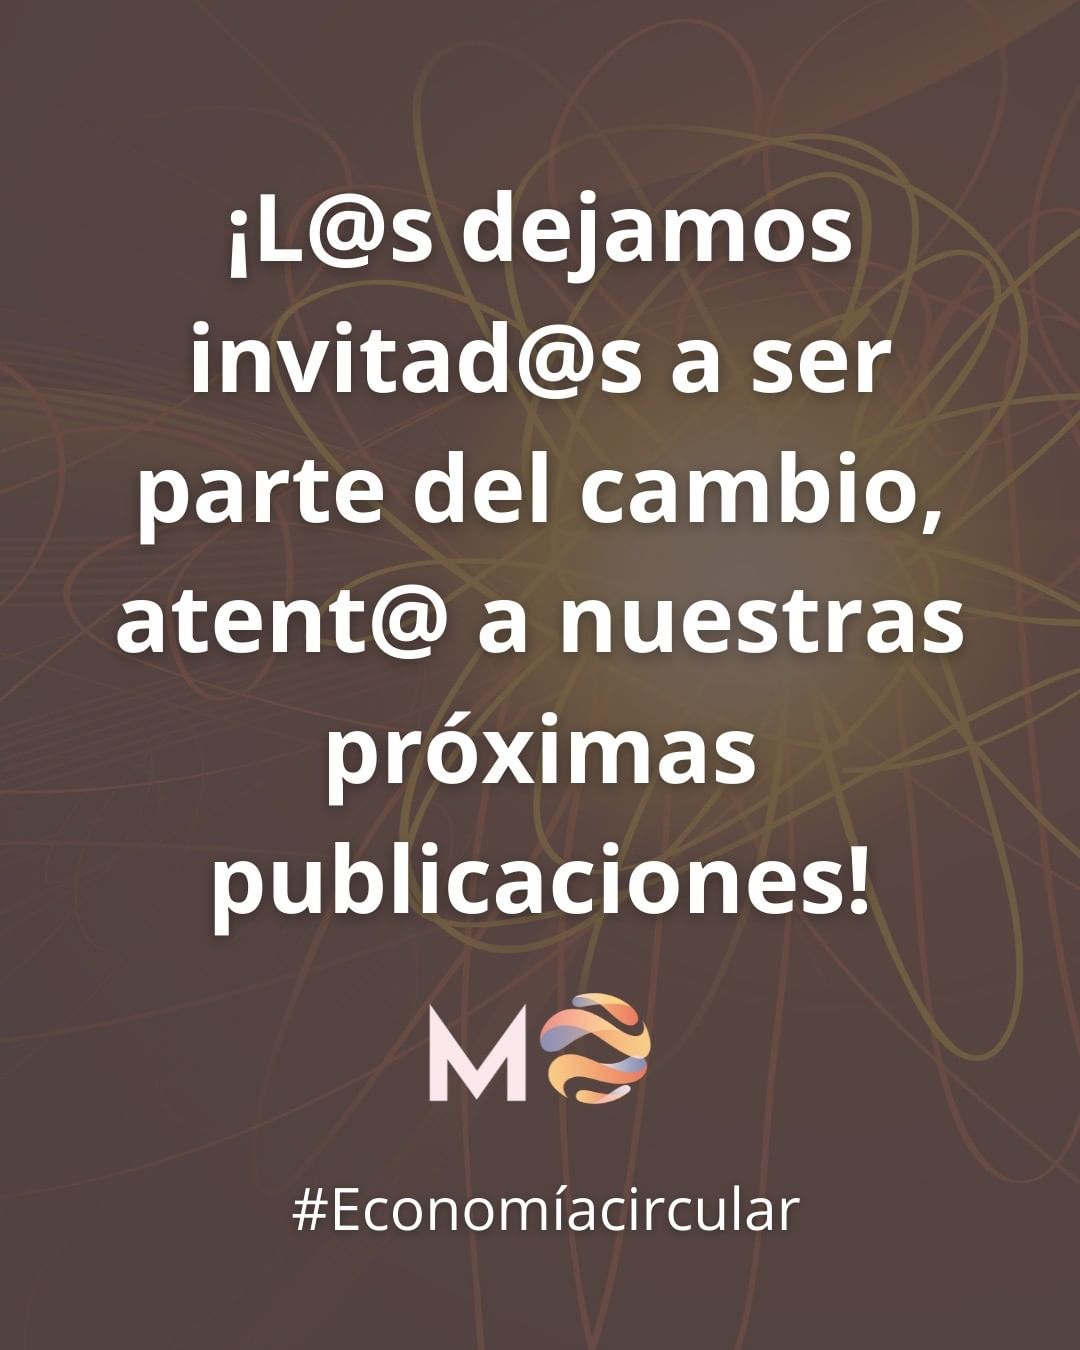 ¡L@s dejamos
invitad@s a ser
parte del cambio,
atent@ a nuestras
próximas
publicaciones!
M
#Economíacircular